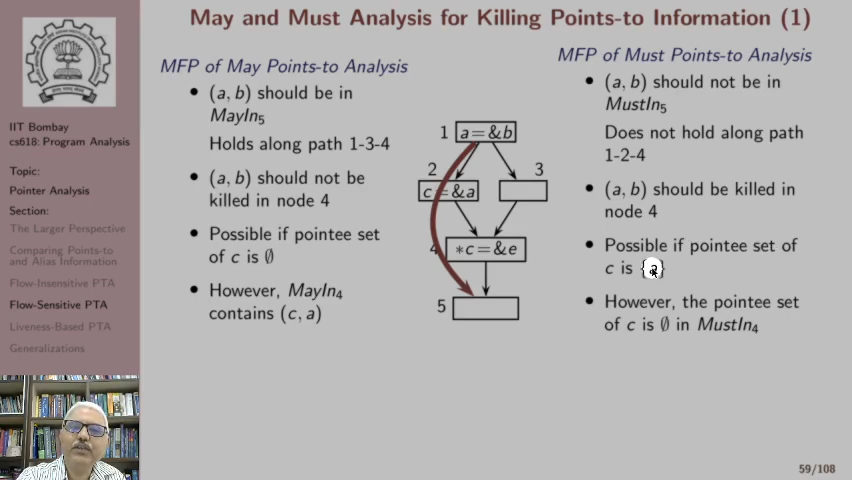 May and Must Analysis for Killing Points-to Information (1)
IIT Bombay
cs618: Program Analysis
Topic:
Pointer Analysis
Section:
The Larger Perspective
Comparing Points-to
and Alias Information
Flow-Insensitive PTA
Flow-Sensitive PTA
Liveness-Based PTA
Generalizations
MFP of May Points-to Analysis
• (a, b) should be in
MayIn₅
Holds along path 1-3-4
• (a, b) should not be
killed in node 4
• Possible if pointee set
of c is ∅
• However, MayIn₄
contains (c, a)
1 a=&b
2 3
c=&a
4 *c=&e
5
MFP of Must Points-to Analysis
• (a, b) should not be in
MustIn₅
Does not hold along path
1-2-4
• (a, b) should be killed in
node 4
• Possible if pointee set of
c is {a}
• However, the pointee set
of c is ∅ in MustIn₄
59/108